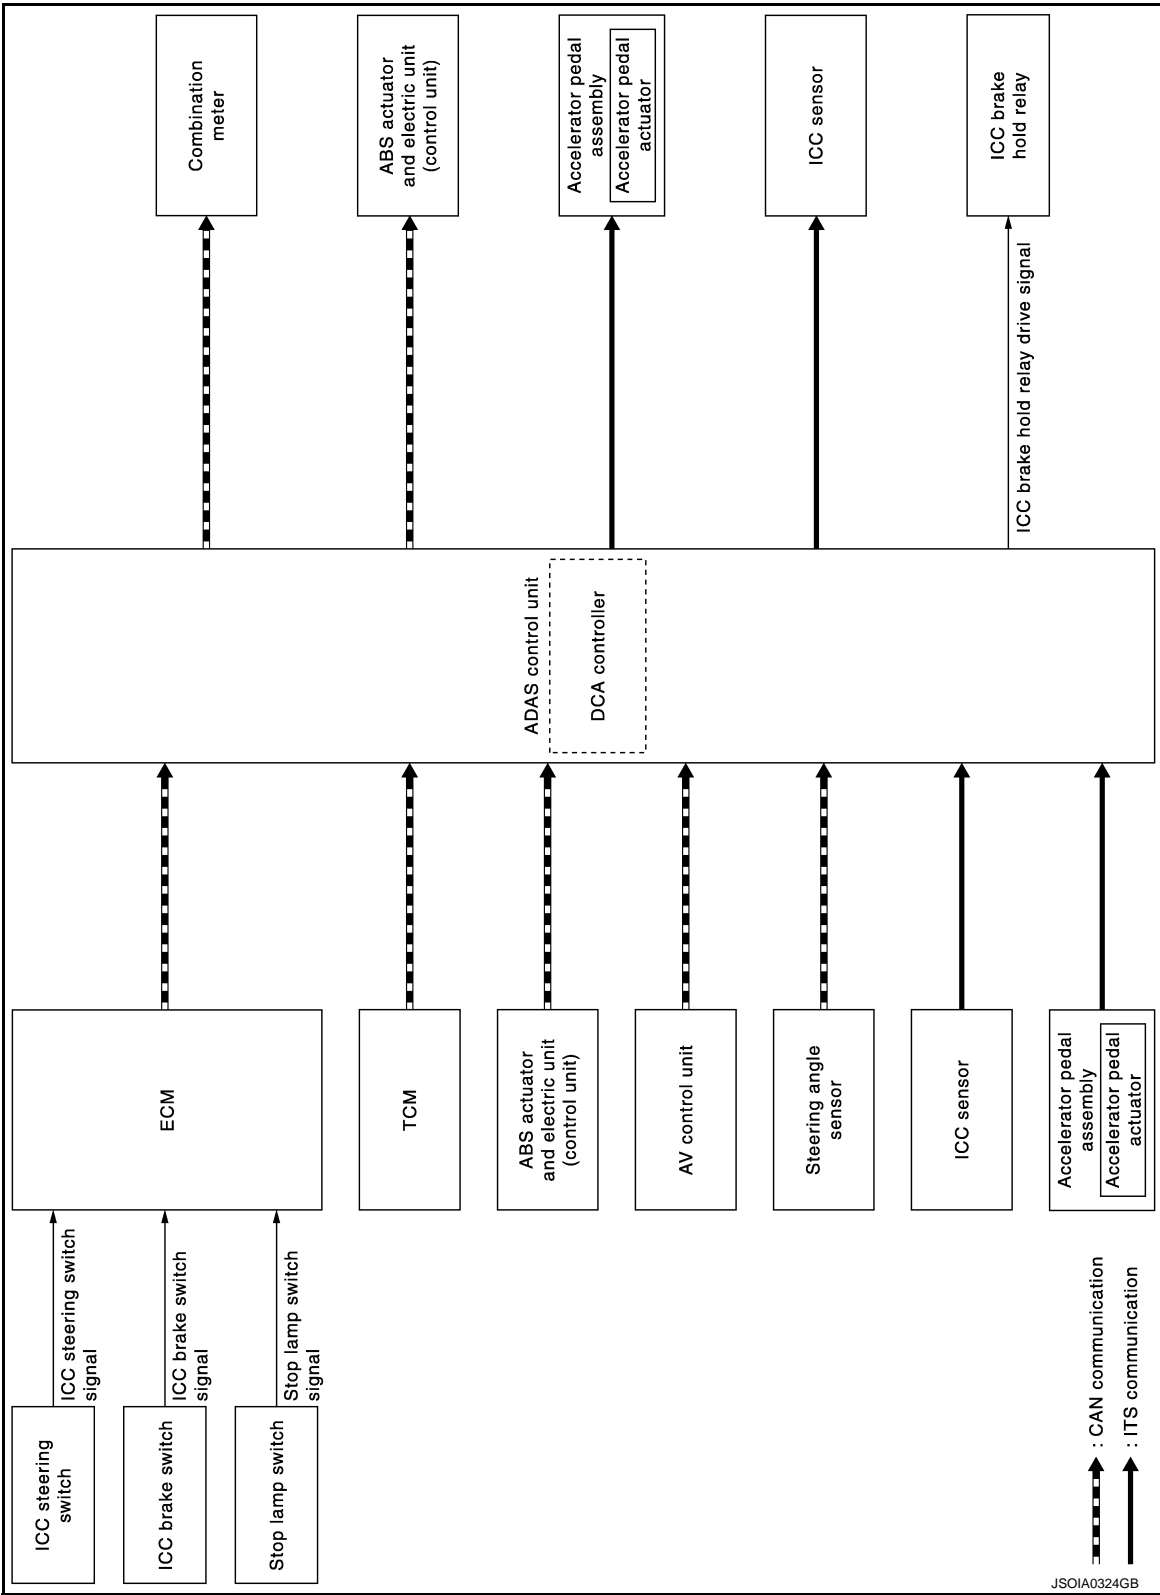 ICC steering
switch
ICC brake switch
Stop lamp switch
ICC steering switch
signal
ICC brake switch
signal
Stop lamp switch
signal
ECM
TCM
ABS actuator
and electric unit
(control unit)
AV control unit
Steering angle
sensor
ICC sensor
Accelerator pedal
assembly
Accelerator pedal
actuator
ADAS control unit
DCA controller
Combination
meter
ABS actuator
and electric unit
(control unit)
Accelerator pedal
assembly
Accelerator pedal
actuator
ICC sensor
ICC brake hold relay drive signal
ICC brake
hold relay
: CAN communication
: ITS communication
JSOIA0324GB